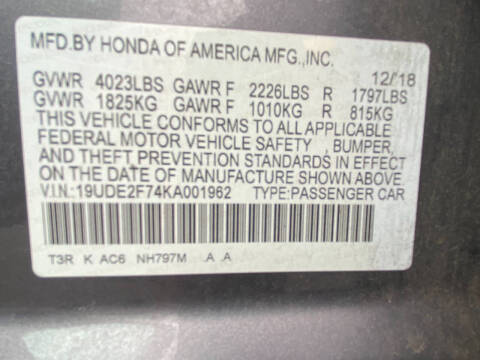 MFD.BY HONDA OF AMERICA MFG.,INC.
12/18
GVWR 4023LBS GAWR F 2226LBS R 1797LBS
GVWR 1825KG GAWR F 1010KG R 815KG
THIS VEHICLE CONFORMS TO ALL APPLICABLE
FEDERAL MOTOR VEHICLE SAFETY , BUMPER,
AND THEFT PREVENTION STANDARDS IN EFFECT
ON THE DATE OF MANUFACTURE SHOWN ABOVE.
V.I.N.:19UDE2F74KA001962 TYPE:PASSENGER CAR
T3R K AC6 NH797M A A